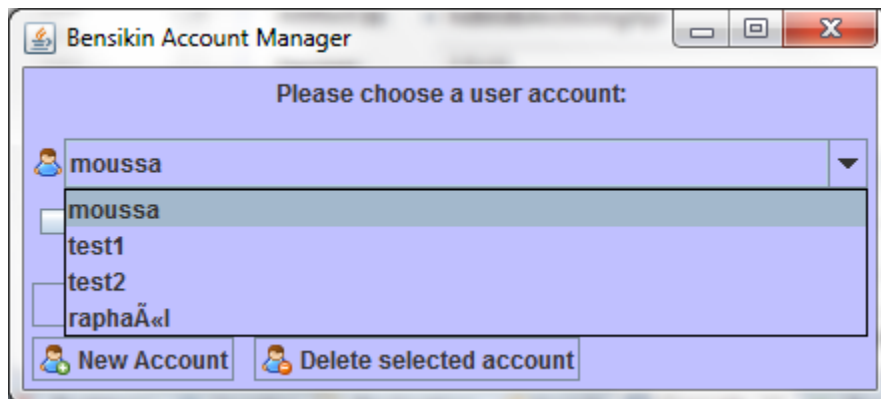 Bensikin Account Manager
Please choose a user account:
moussa
moussa
test1
test2
raphaÃ«l
New Account
Delete selected account